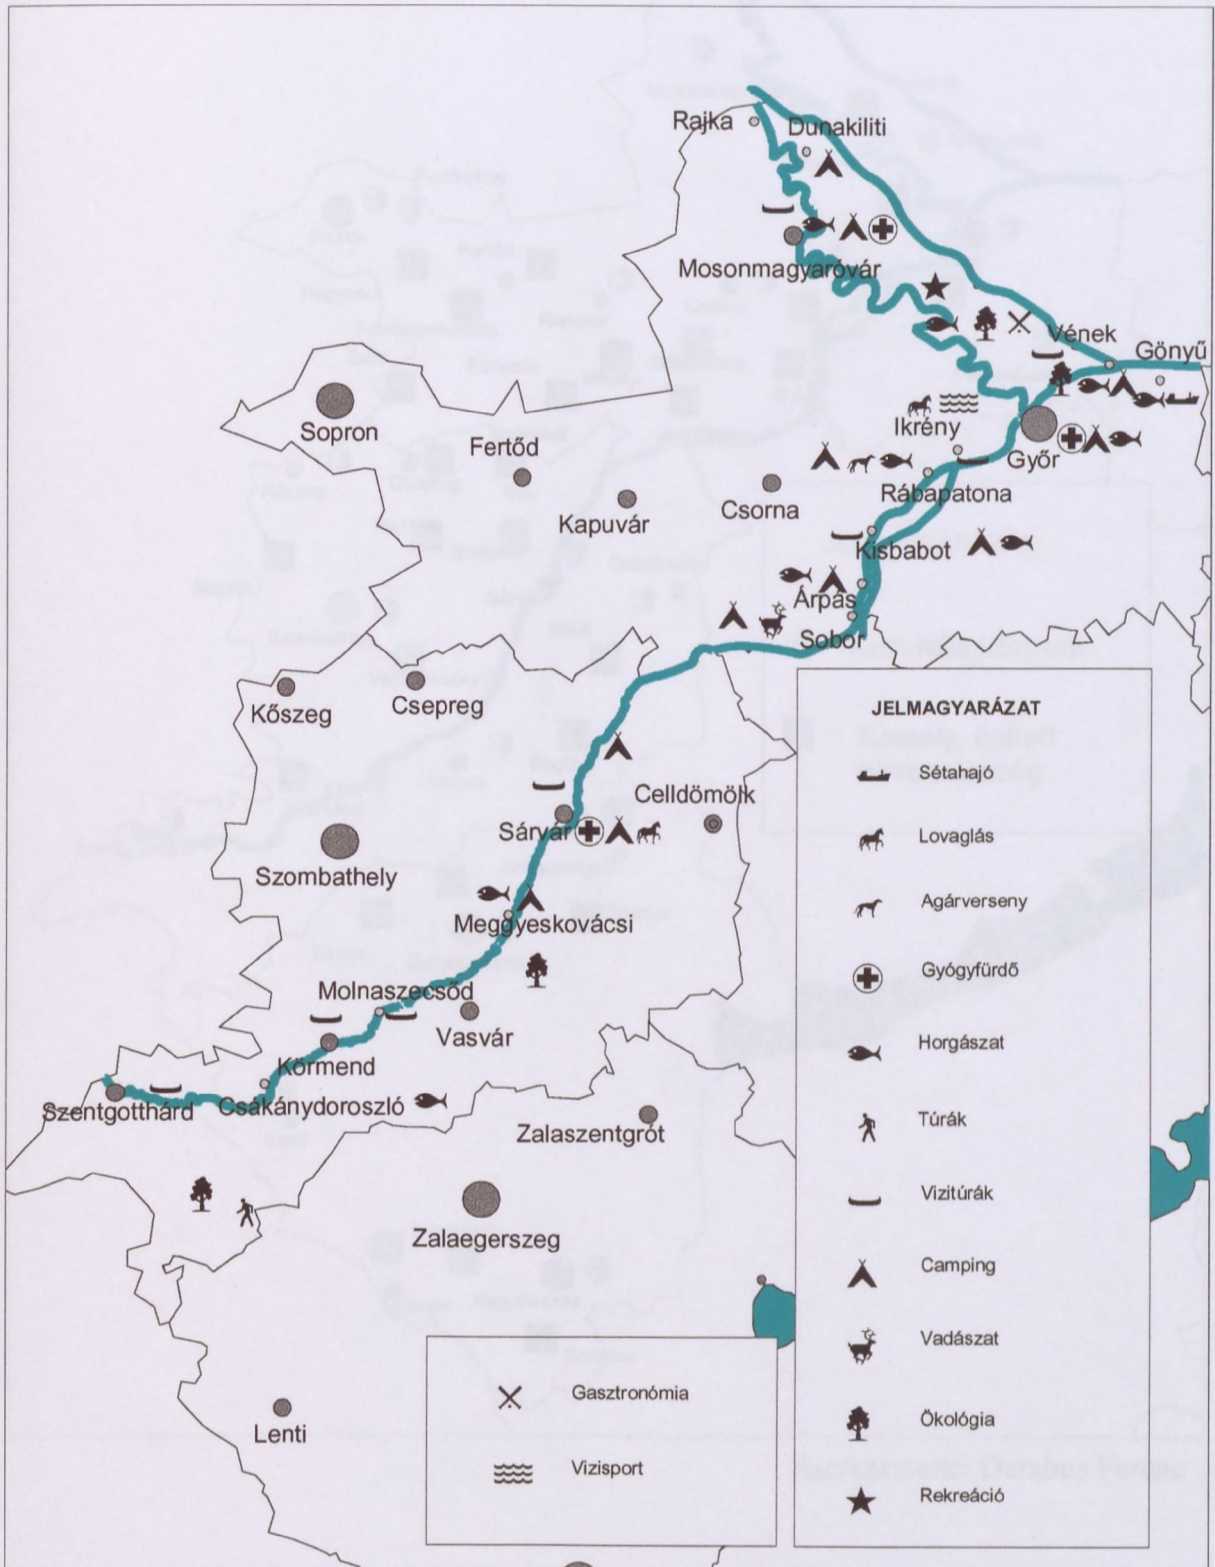 Rajka
Dunakiliti
Mosonmagyaróvár
Vének
Gönyű
Sopron
Ikrény
Fertőd
Győr
Rábapatona
Kapuvár
Csorna
Kisbabot
Árpás
Sobor
Kőszeg
Csepreg
JELMAGYARÁZAT
Sétahajó
Celldömölk
Sárvár
Lovaglás
Szombathely
Agárverseny
Meggyeskovácsi
Gyógyfürdő
Molnaszecsőd
Vasvár
Horgászat
Körmend
Szentgotthárd
Csákánydoroszló
Túrák
Zalaszentgrót
Vizitúrák
Zalaegerszeg
Camping
Vadászat
Gasztronómia
Ökológia
Lenti
Vizisport
Rekreáció